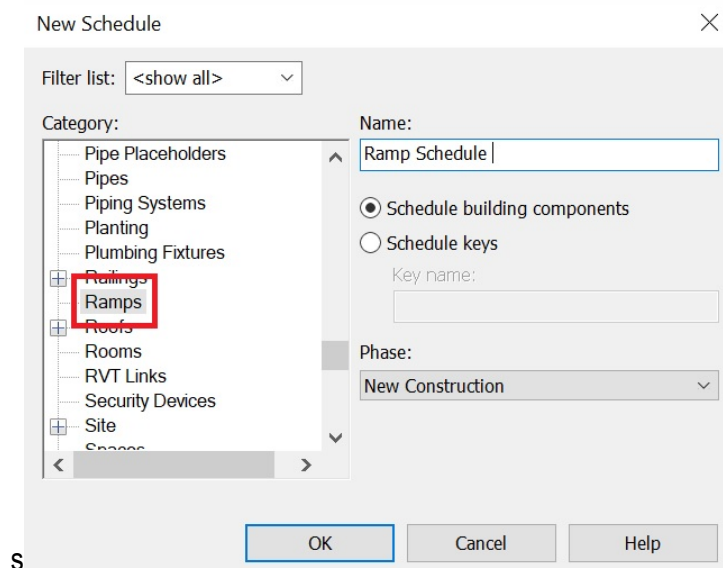 New Schedule
Filter list: <show all>
Category:
Pipe Placeholders
Pipes
Piping Systems
Planting
Plumbing Fixtures
Railings
Ramps
Roofs
Rooms
RVT Links
Security Devices
Site
Spaces
Name:
Ramp Schedule
Schedule building components
Schedule keys
Key name:
Phase:
New Construction
OK Cancel Help
s